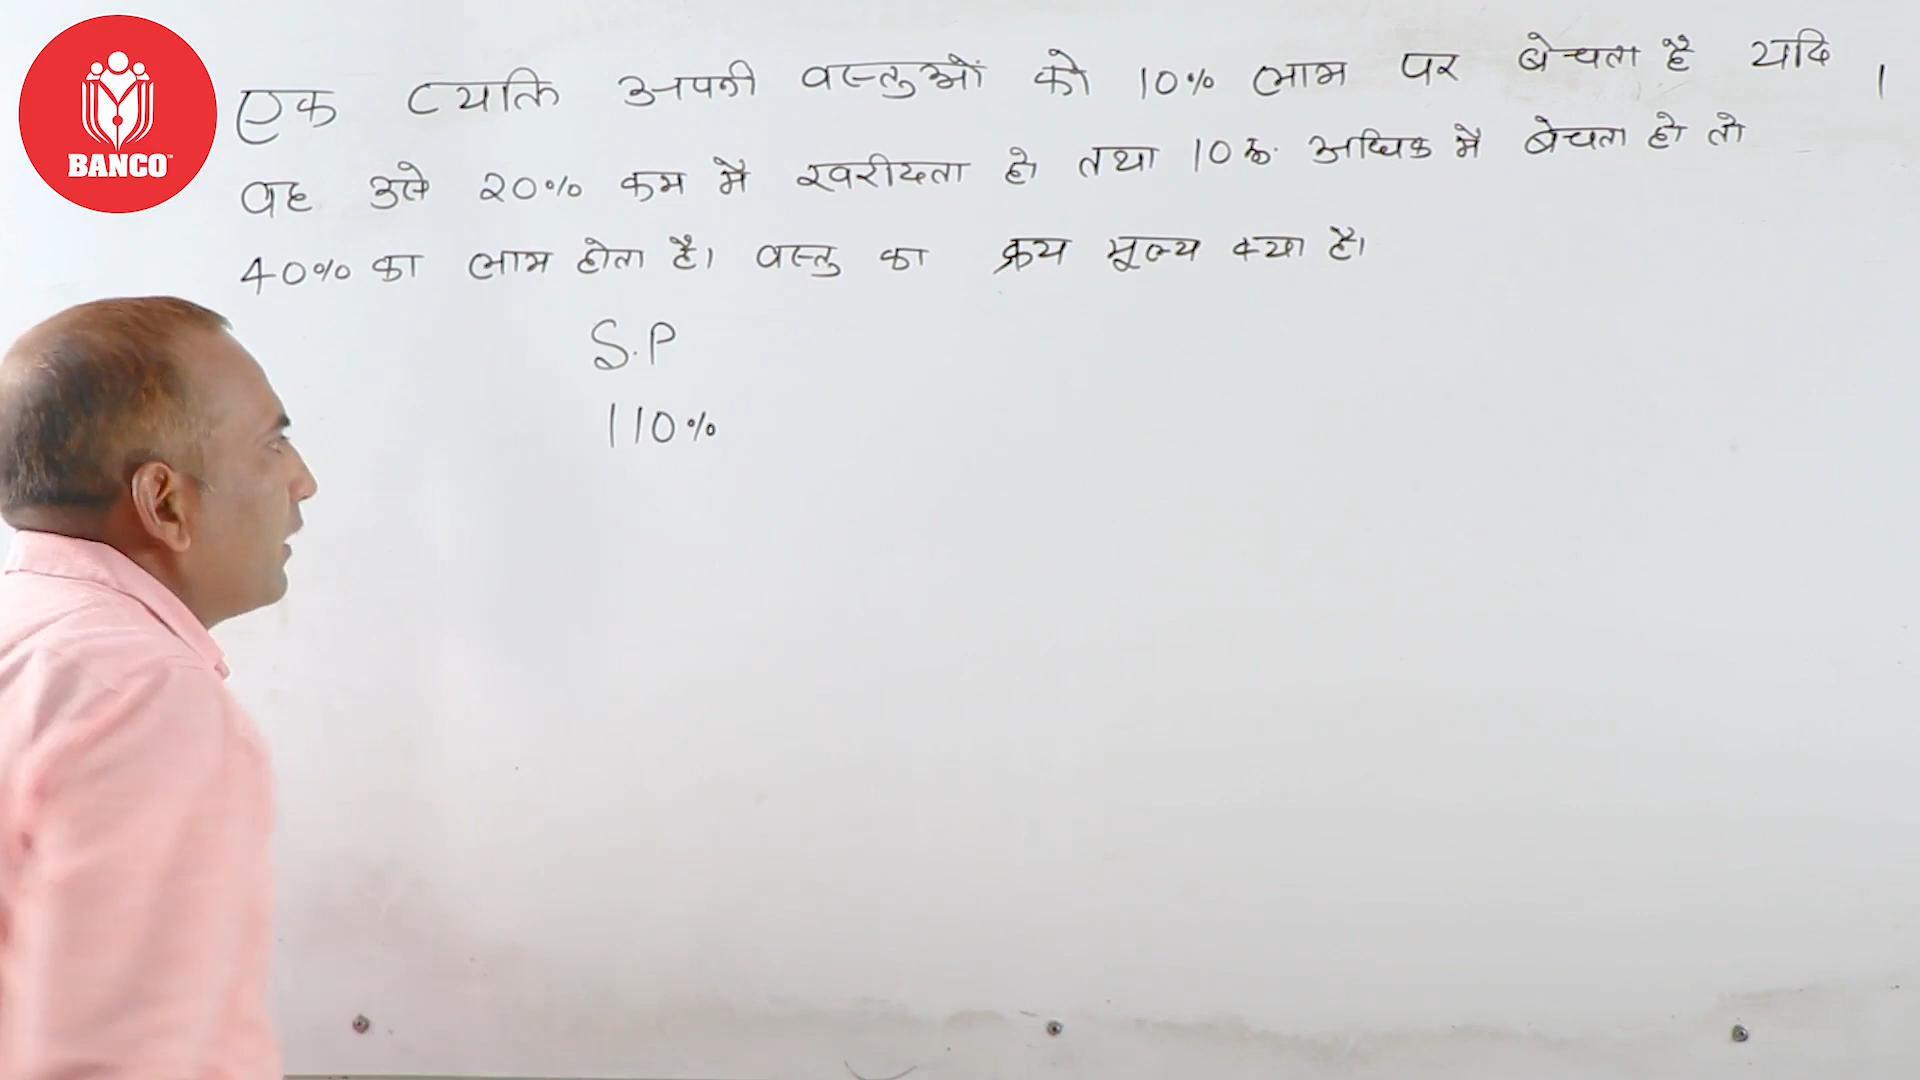 BANCO
एक व्यक्ति अपनी वस्तुओं को 10% लाभ पर बेचता है यदि ।
वह उसे 20% कम में खरीदता हो तथा 10 रू. अधिक में बेचता हो तो
40% का लाभ होता है। वस्तु का क्रय मूल्य क्या है।
S.P
110%